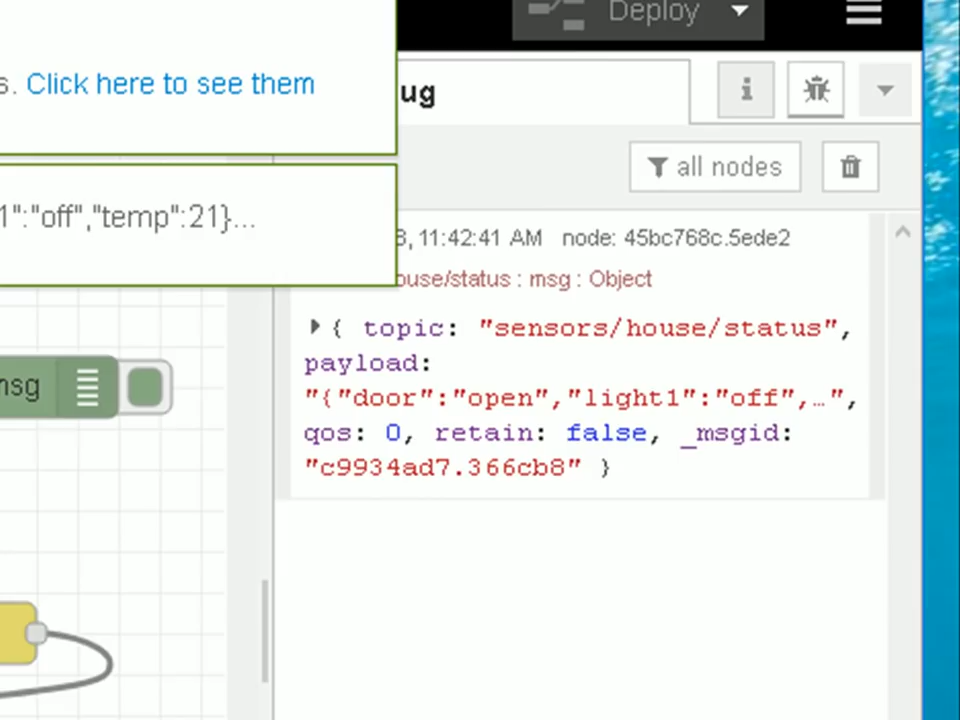 Deploy
s. Click here to see them
ug
all nodes
1":"off","temp":21}...
8, 11:42:41 AM node: 45bc768c.5ede2
ouse/status : msg : Object
{ topic: "sensors/house/status",
payload:
"{"door":"open","light1":"off",…",
qos: 0, retain: false, _msgid:
"c9934ad7.366cb8" }
msg